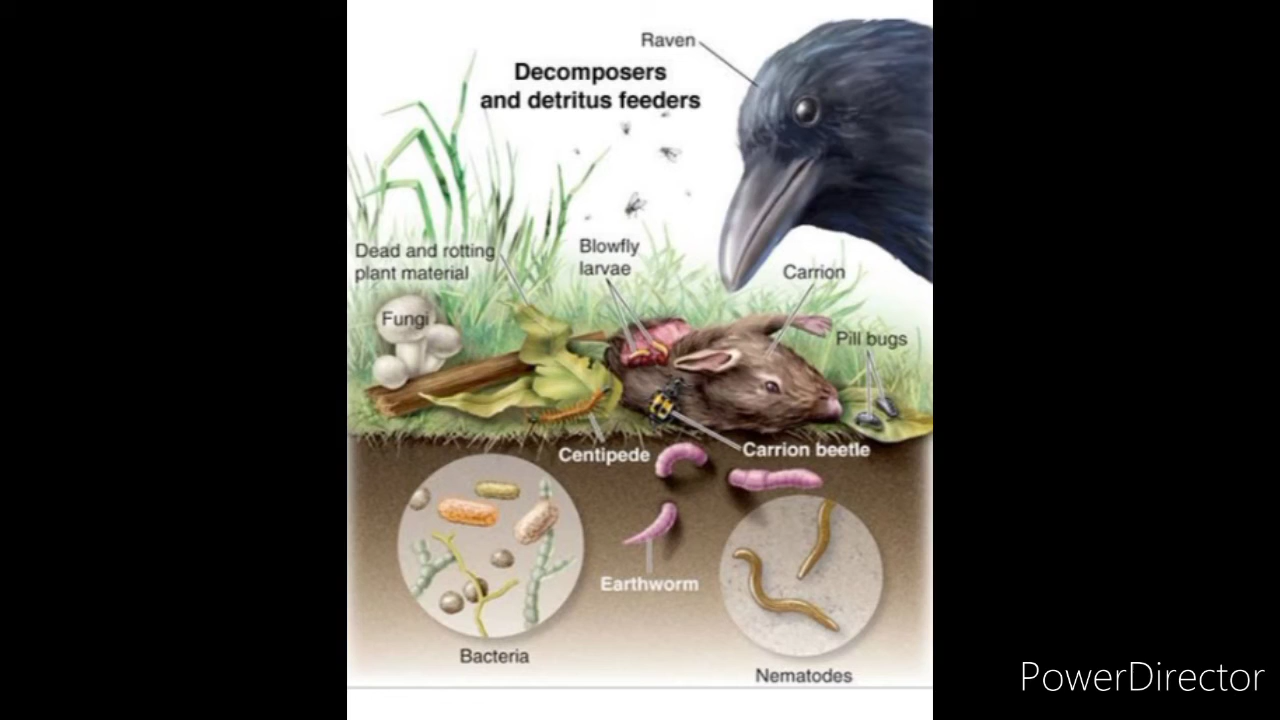 Raven
Decomposers
and detritus feeders
Dead and rotting
plant material
Blowfly
larvae
Carrion
Fungi
Pill bugs
Centipede
Carrion beetle
Earthworm
Bacteria
Nematodes
PowerDirector